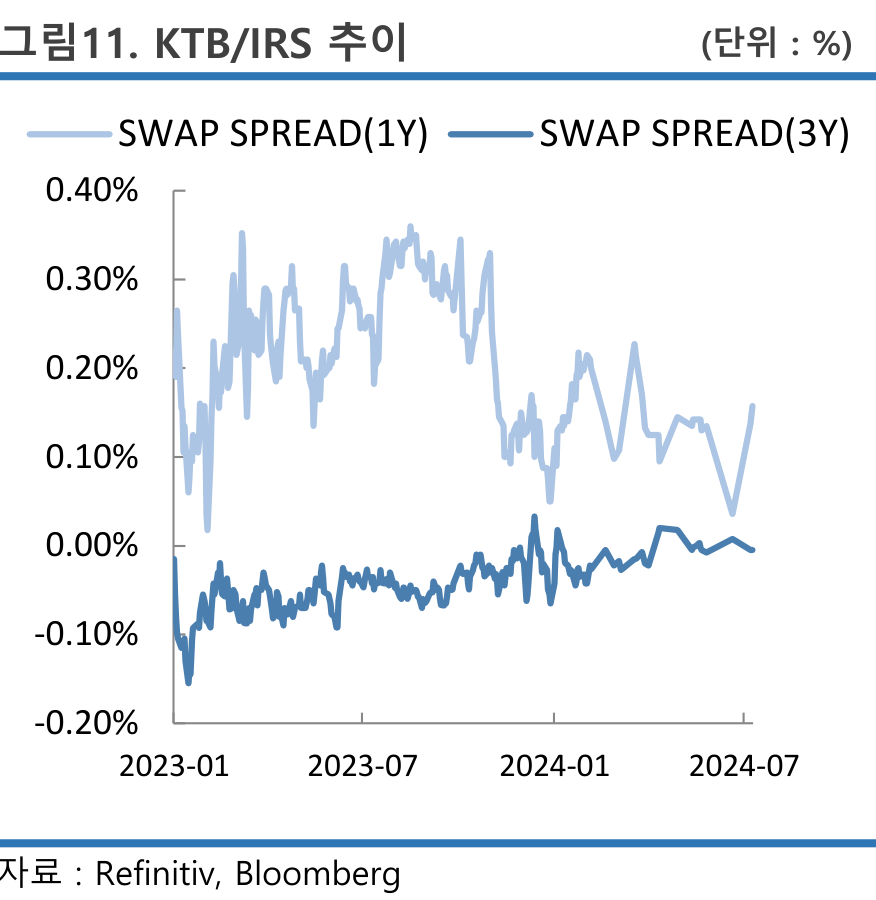 그림11. KTB/IRS 추이 (단위 : %)
SWAP SPREAD(1Y) SWAP SPREAD(3Y)
0.40%
0.30%
0.20%
0.10%
0.00%
-0.10%
-0.20%
2023-01 2023-07 2024-01 2024-07
자료 : Refinitiv, Bloomberg